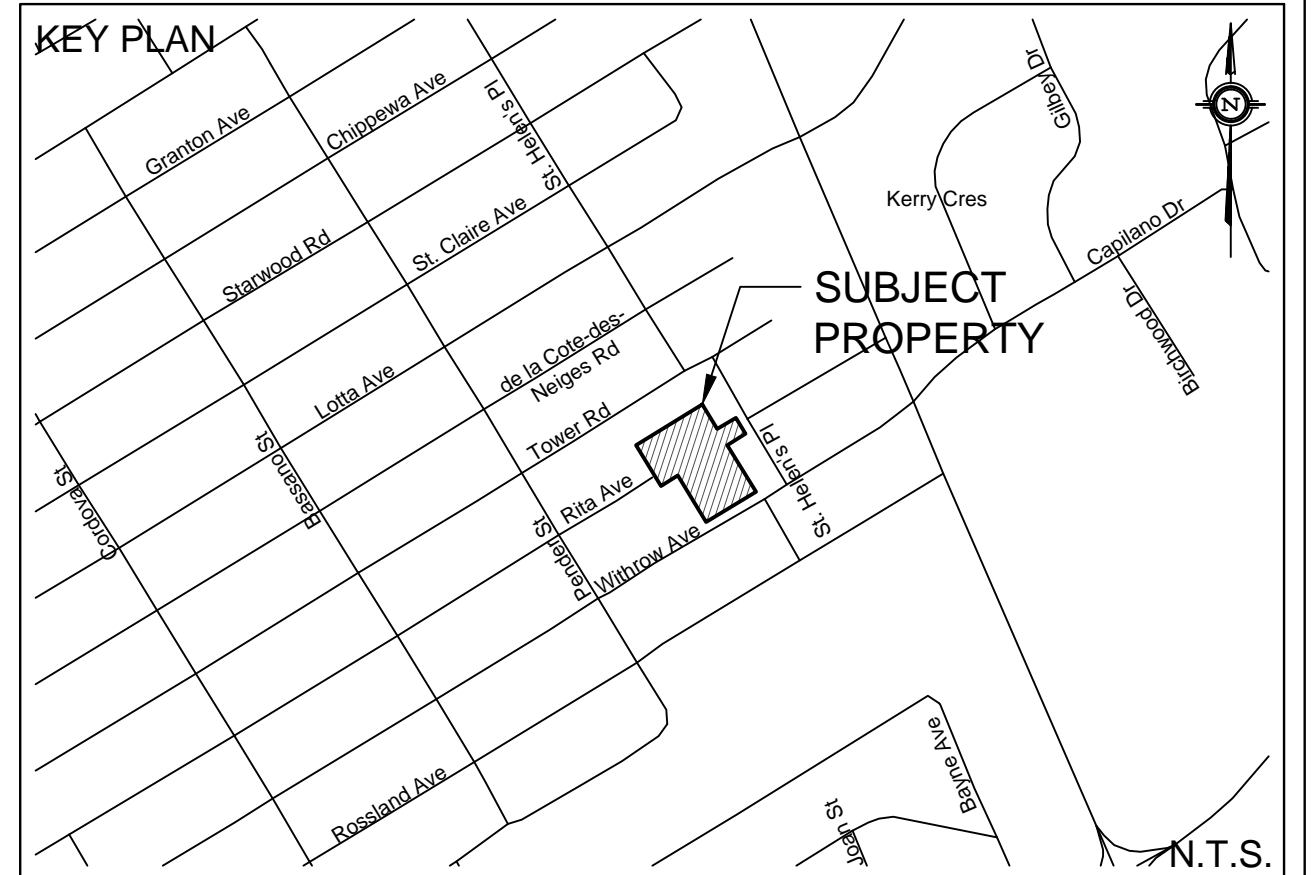 KEY PLAN
Granton Ave
Chippewa Ave
St. Helen's Pl
Gilbey Dr
N
Kerry Cres
Capilano Dr
Starwood Rd
St. Claire Ave
SUBJECT
PROPERTY
Birchwood Dr
de la Cote-des-
Neiges Rd
Lotta Ave
Tower Rd
Cordova St
Bassano St
Rita Ave
St. Helen's Pl
Pender St
Withrow Ave
Rossland Ave
Bayne Ave
Joan St
N.T.S.